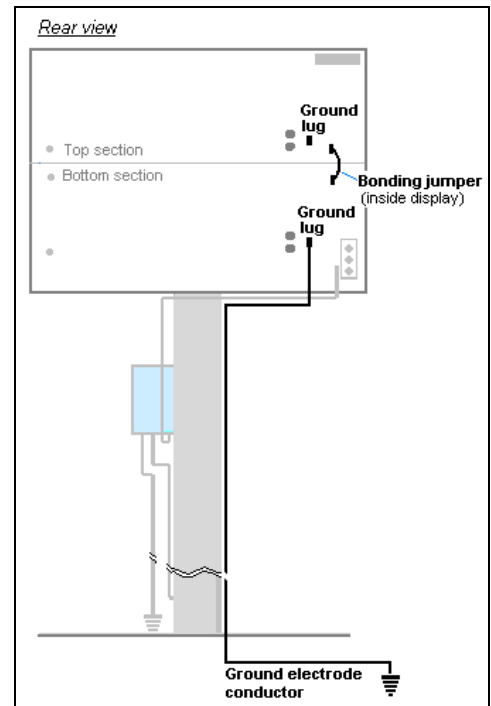 Rear view
Ground
lug
Top section
Bottom section
Bonding jumper
(inside display)
Ground
lug
Ground electrode
conductor